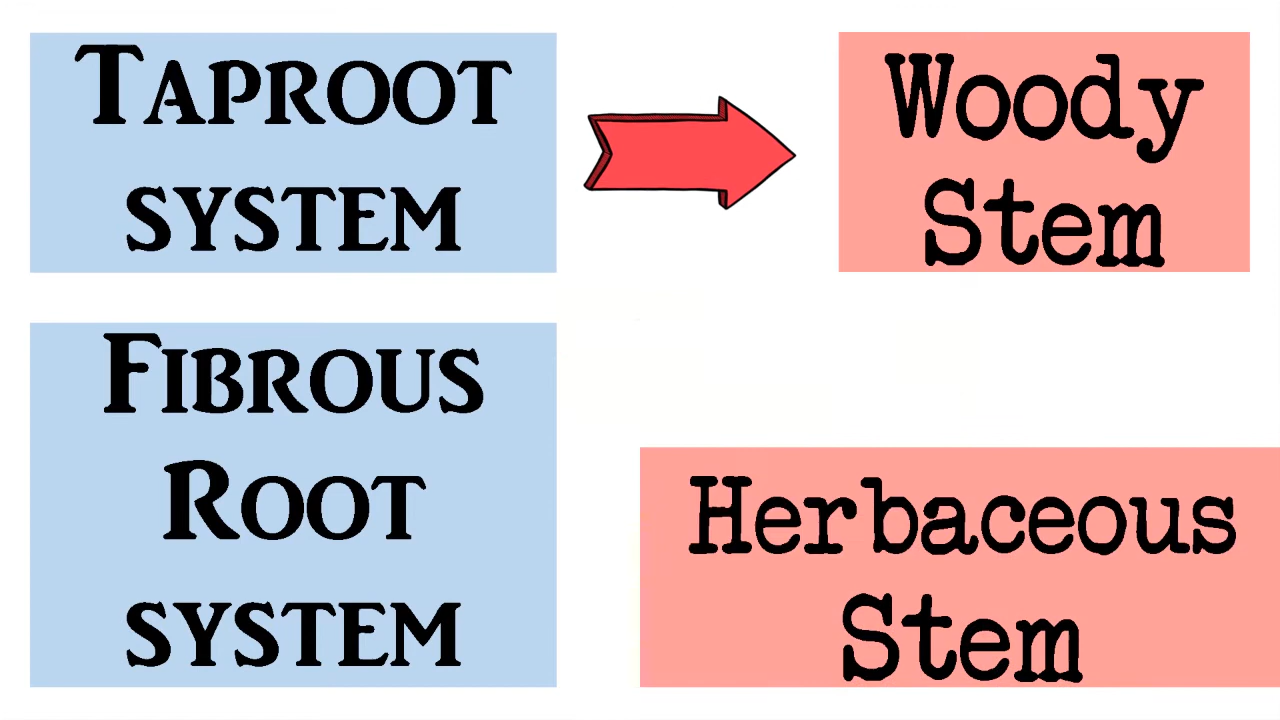 Taproot
system
Woody
Stem
Fibrous
Root
system
Herbaceous
Stem